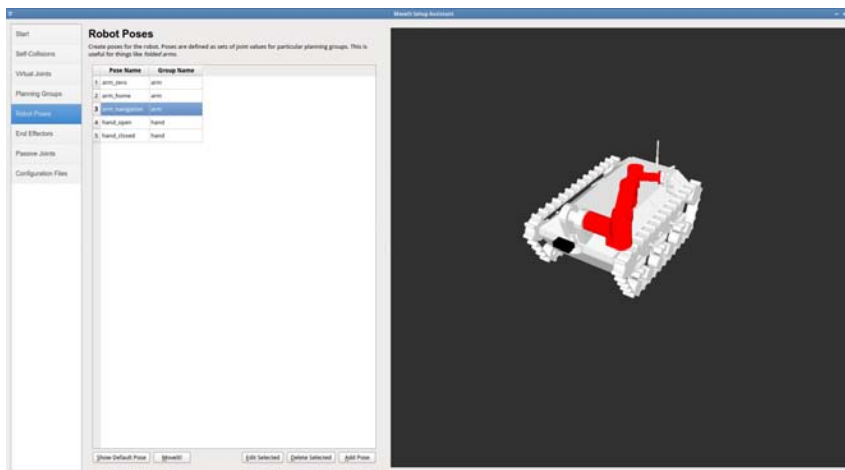 MoveIt Setup Assistant
Start
Self-Collisions
Virtual Joints
Planning Groups
Robot Poses
End Effectors
Passive Joints
Configuration Files
Robot Poses
Create poses for the robot. Poses are defined as sets of joint values for particular planning groups. This is
useful for things like folded arms.
Pose Name Group Name
1 arm_zero arm
2 arm_home arm
3 arm_navigation arm
4 hand_open hand
5 hand_closed hand
Show Default Pose MoveIt! Edit Selected Delete Selected Add Pose